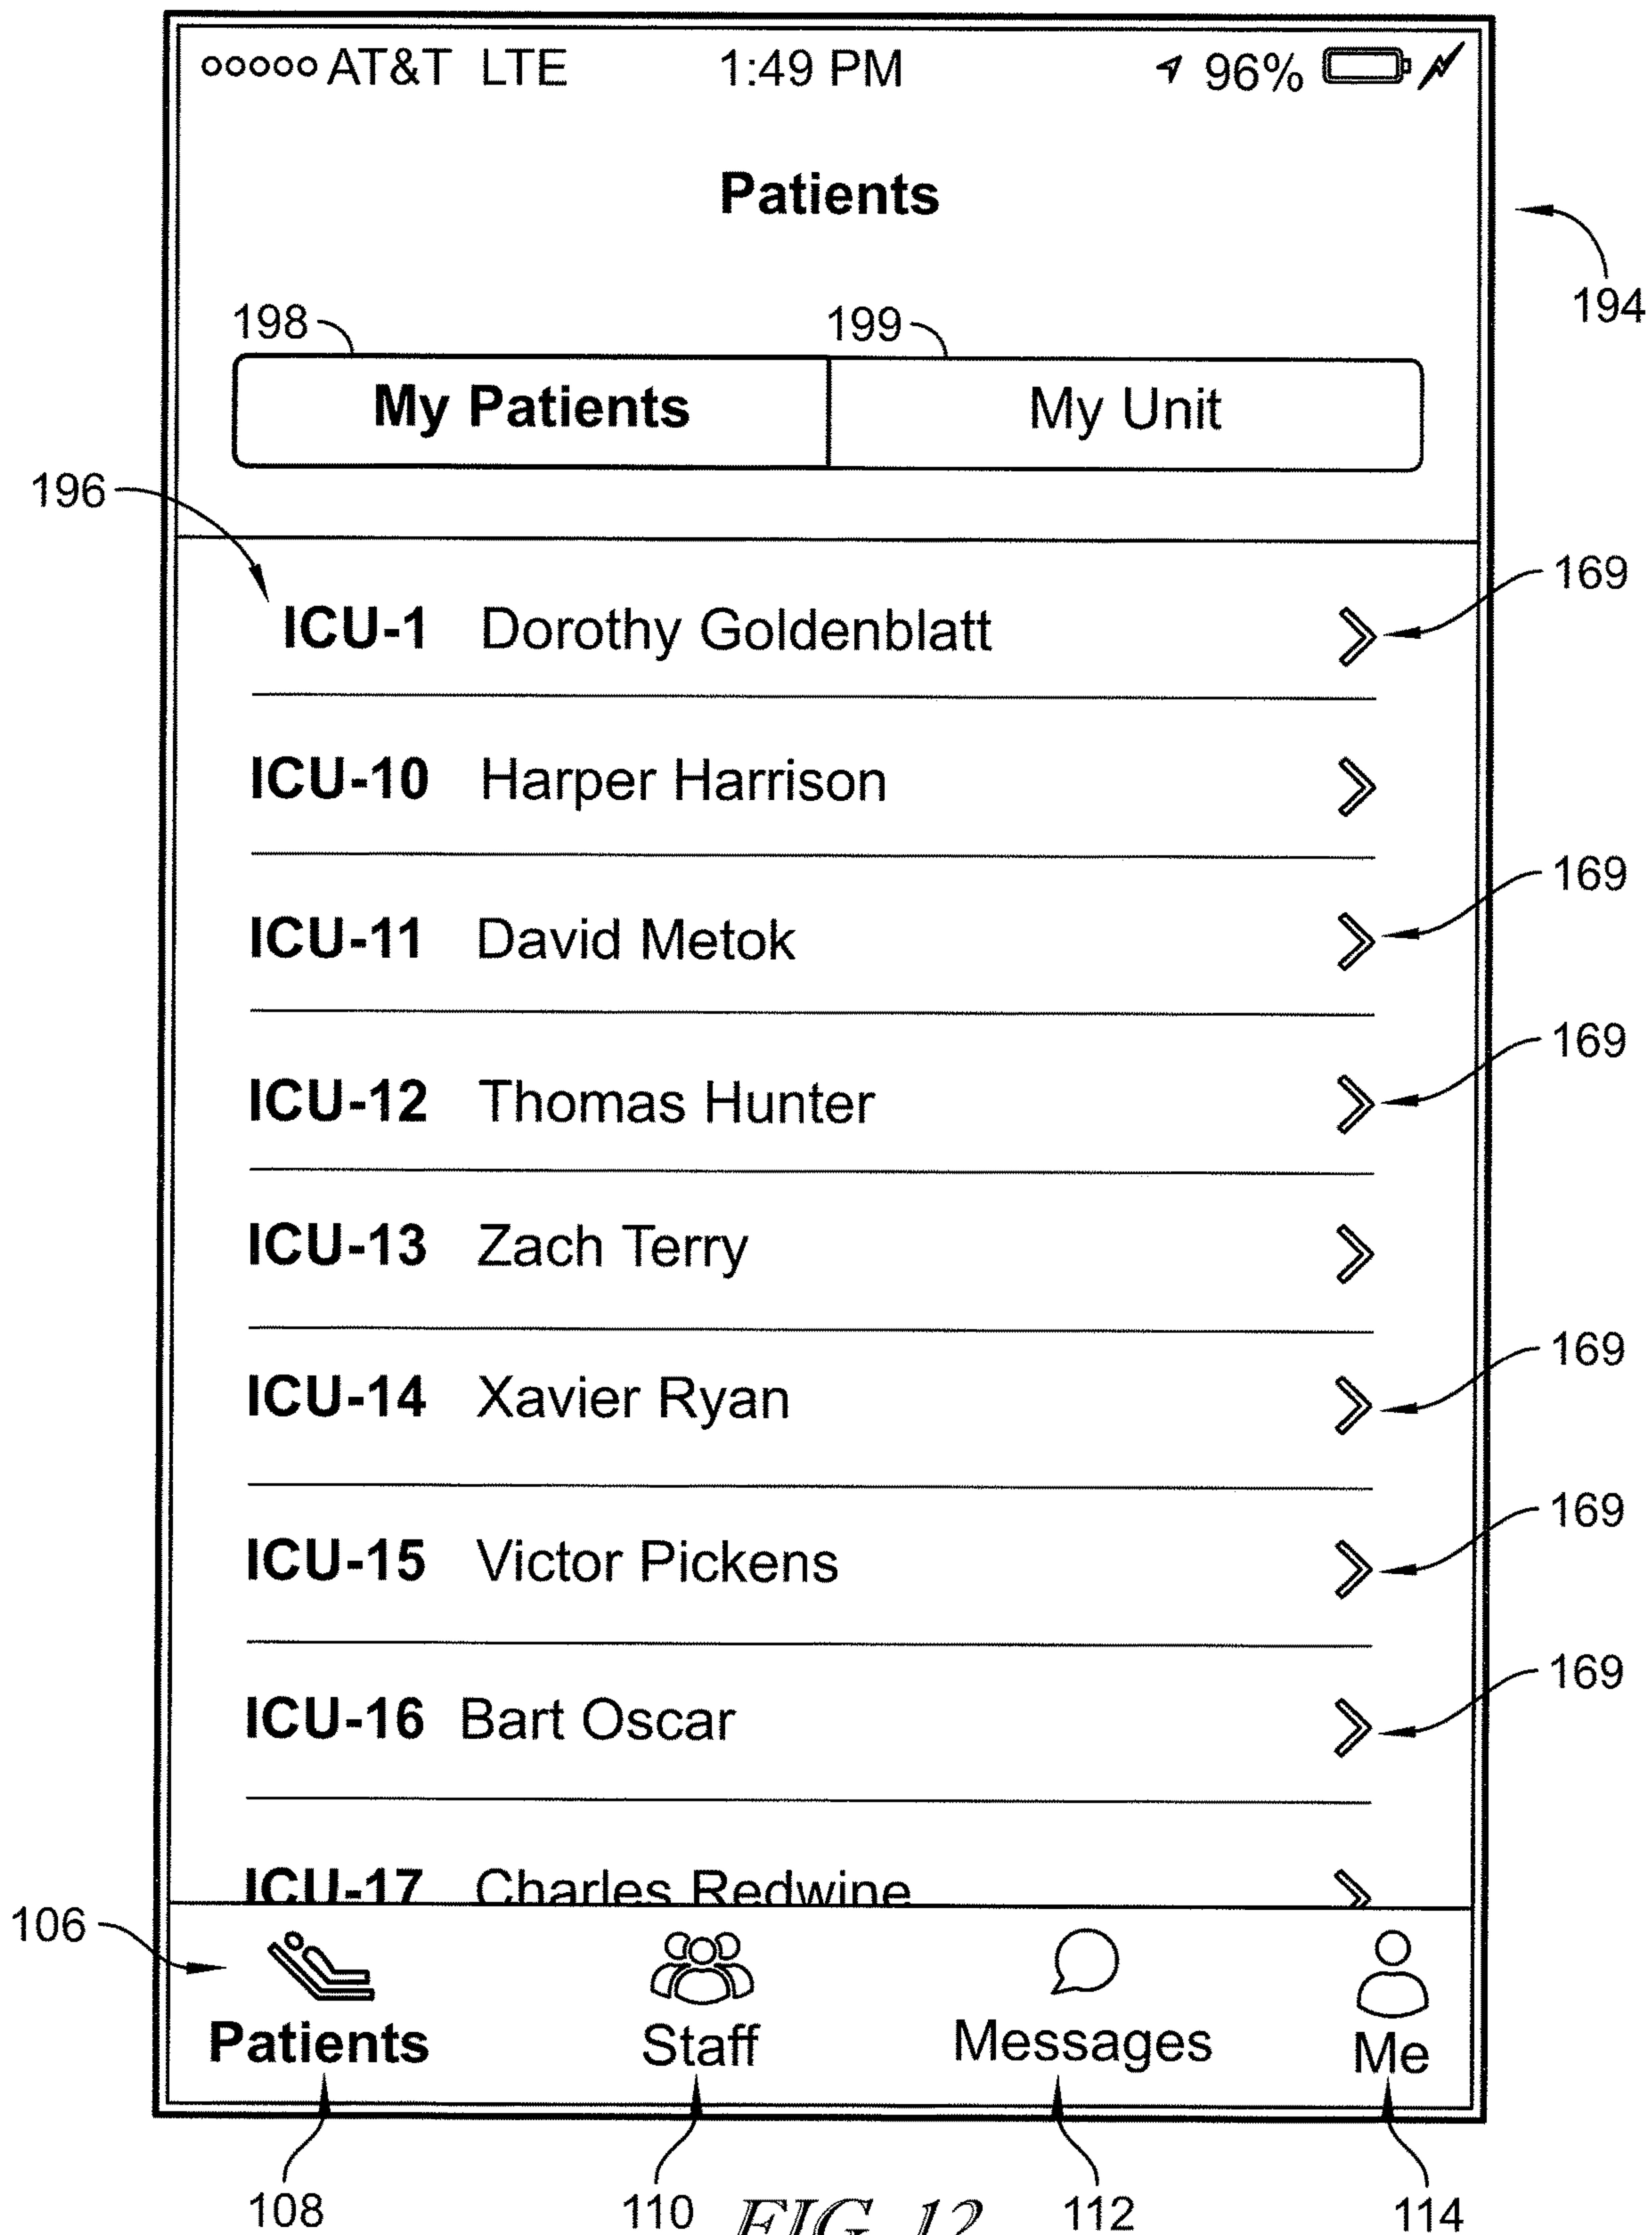 ooooo AT&T LTE 1:49 PM 96%
Patients
194
198 199
My Patients My Unit
196
169
ICU-1 Dorothy Goldenblatt
ICU-10 Harper Harrison
169
ICU-11 David Metok
169
ICU-12 Thomas Hunter
ICU-13 Zach Terry
169
ICU-14 Xavier Ryan
169
ICU-15 Victor Pickens
169
ICU-16 Bart Oscar
ICU-17 Charles Redwine
106
Patients Staff Messages Me
108 110 112 114
FIG. 12